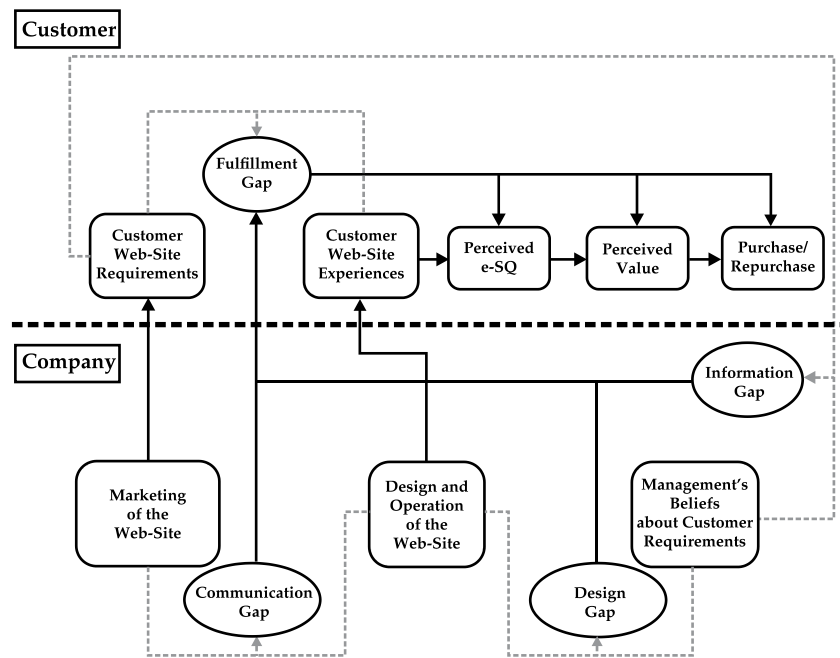 Customer
Fulfillment
Gap
Customer
Web-Site
Requirements
Customer
Web-Site
Experiences
Perceived
e-SQ
Perceived
Value
Purchase/
Repurchase
Company
Information
Gap
Marketing
of the
Web-Site
Design and
Operation
of the
Web-Site
Management's
Beliefs
about Customer
Requirements
Communication
Gap
Design
Gap